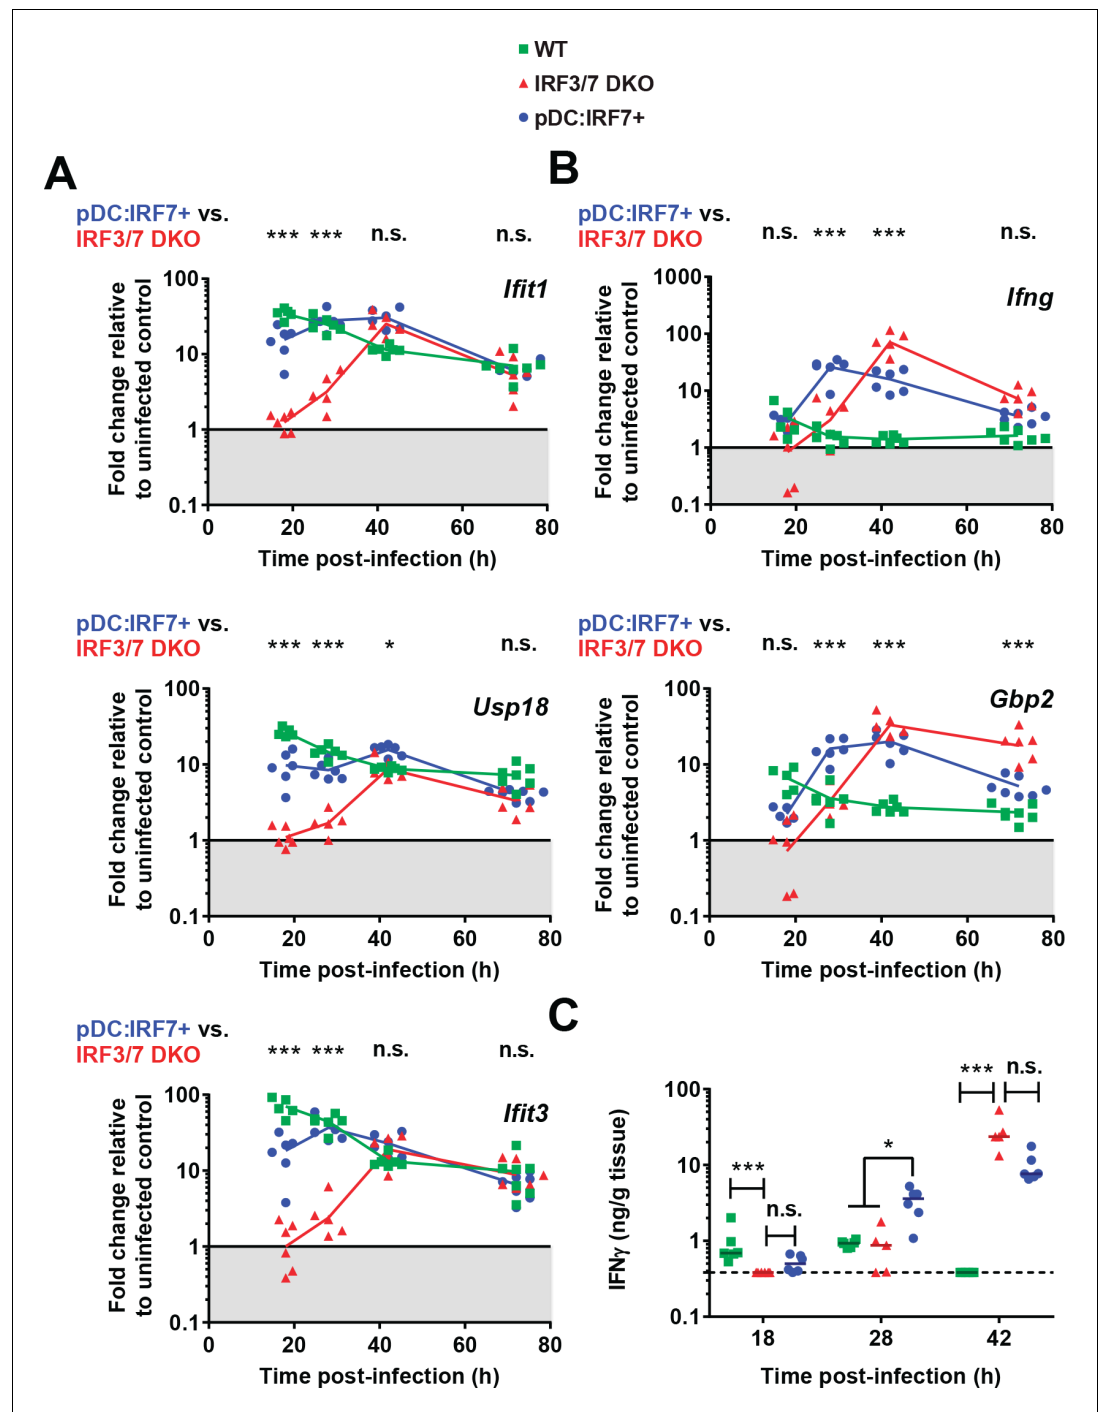 WT
IRF3/7 DKO
pDC:IRF7+
A
pDC:IRF7+ vs.
IRF3/7 DKO
*** *** n.s. n.s.
Ifit1
Fold change relative
to uninfected control
100
10
1
0.1
0 20 40 60 80
Time post-infection (h)
B
pDC:IRF7+ vs.
IRF3/7 DKO
n.s. *** *** n.s.
Ifng
Fold change relative
to uninfected control
1000
100
10
1
0.1
0 20 40 60 80
Time post-infection (h)
pDC:IRF7+ vs.
IRF3/7 DKO
*** *** * n.s.
Usp18
Fold change relative
to uninfected control
100
10
1
0.1
0 20 40 60 80
Time post-infection (h)
pDC:IRF7+ vs.
IRF3/7 DKO
n.s. *** *** ***
Gbp2
Fold change relative
to uninfected control
100
10
1
0.1
0 20 40 60 80
Time post-infection (h)
pDC:IRF7+ vs.
IRF3/7 DKO
*** *** n.s. n.s.
Ifit3
Fold change relative
to uninfected control
100
10
1
0.1
0 20 40 60 80
Time post-infection (h)
C
*** n.s.
*
***
n.s.
IFNγ (ng/g tissue)
100
10
1
0.1
18 28 42
Time post-infection (h)